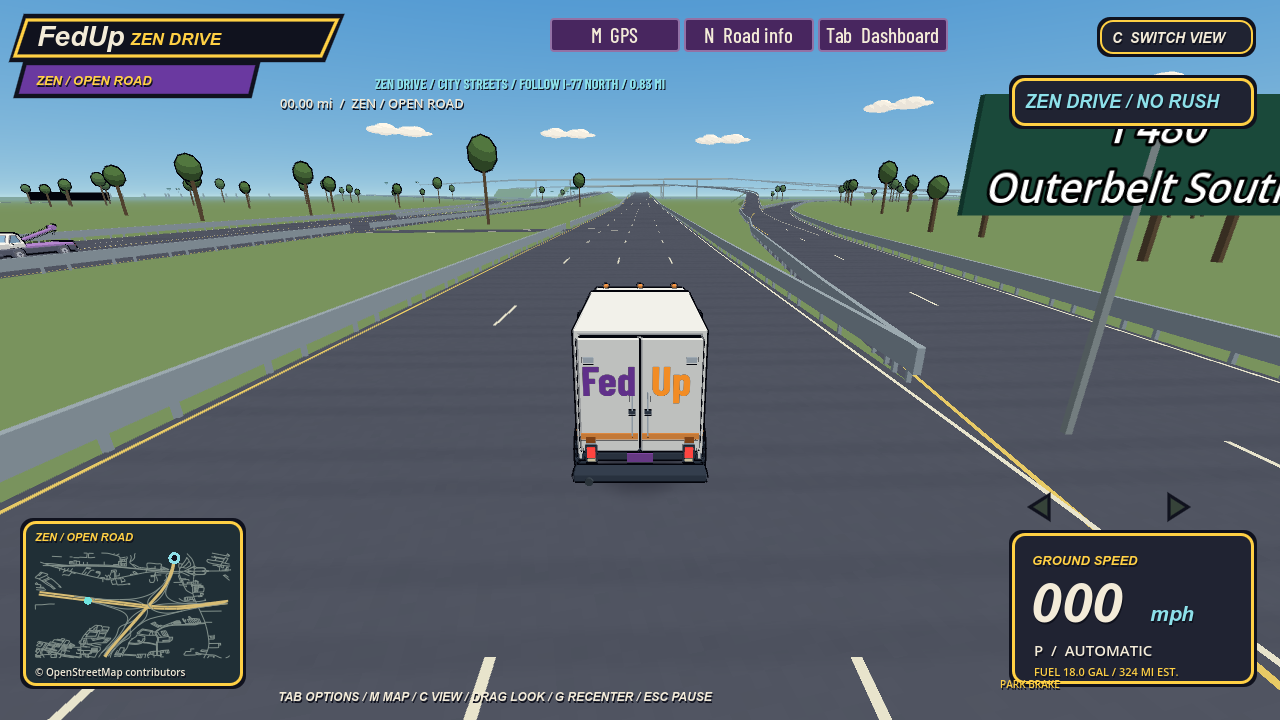 FedUp ZEN DRIVE
ZEN / OPEN ROAD
M GPS
N Road info
Tab Dashboard
C SWITCH VIEW
ZEN DRIVE / CITY STREETS / FOLLOW I-77 NORTH / 0.83 MI
00.00 mi / ZEN / OPEN ROAD
ZEN DRIVE / NO RUSH
I 480
Outerbelt South
Fed Up
ZEN / OPEN ROAD
© OpenStreetMap contributors
GROUND SPEED
000 mph
P / AUTOMATIC
FUEL 18.0 GAL / 324 MI EST.
PARK BRAKE
TAB OPTIONS / M MAP / C VIEW / DRAG LOOK / G RECENTER / ESC PAUSE